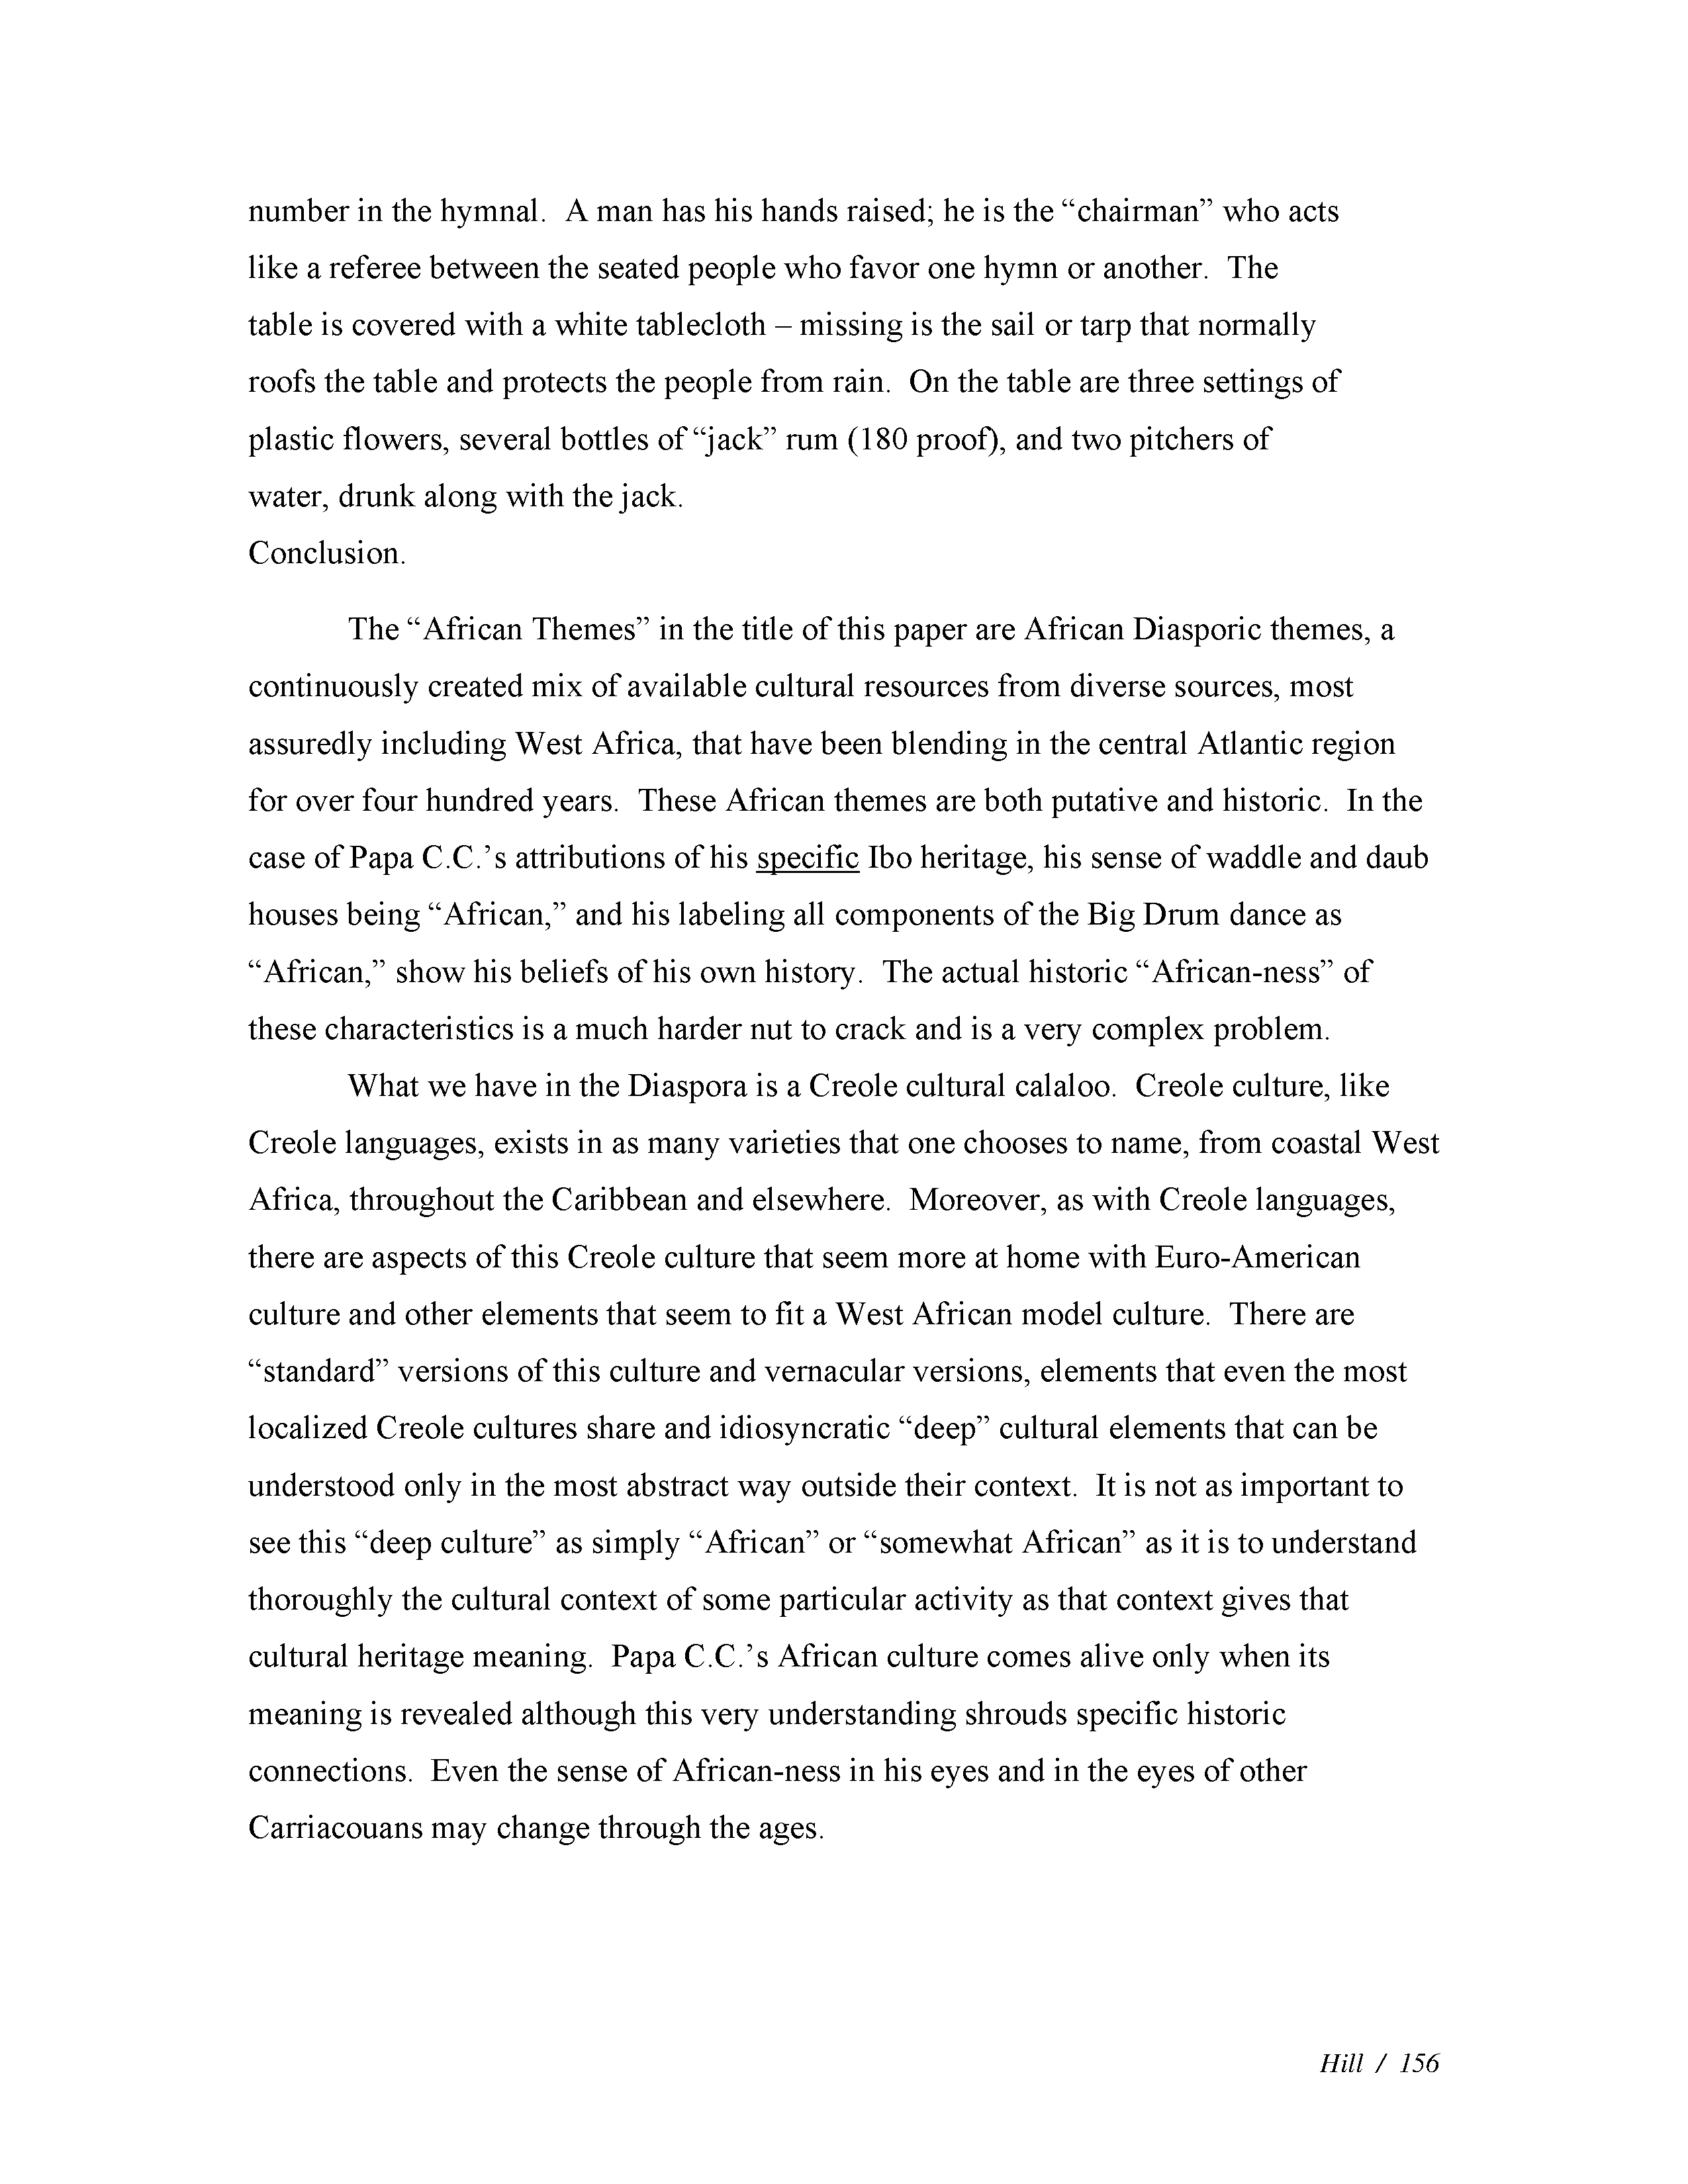 number in the hymnal.  A man has his hands raised; he is the “chairman” who acts
like a referee between the seated people who favor one hymn or another.  The
table is covered with a white tablecloth – missing is the sail or tarp that normally
roofs the table and protects the people from rain.  On the table are three settings of
plastic flowers, several bottles of “jack” rum (180 proof), and two pitchers of
water, drunk along with the jack.
Conclusion.
The “African Themes” in the title of this paper are African Diasporic themes, a
continuously created mix of available cultural resources from diverse sources, most
assuredly including West Africa, that have been blending in the central Atlantic region
for over four hundred years.  These African themes are both putative and historic.  In the
case of Papa C.C.’s attributions of his specific Ibo heritage, his sense of waddle and daub
houses being “African,” and his labeling all components of the Big Drum dance as
“African,” show his beliefs of his own history.  The actual historic “African-ness” of
these characteristics is a much harder nut to crack and is a very complex problem.
What we have in the Diaspora is a Creole cultural calaloo.  Creole culture, like
Creole languages, exists in as many varieties that one chooses to name, from coastal West
Africa, throughout the Caribbean and elsewhere.  Moreover, as with Creole languages,
there are aspects of this Creole culture that seem more at home with Euro-American
culture and other elements that seem to fit a West African model culture.  There are
“standard” versions of this culture and vernacular versions, elements that even the most
localized Creole cultures share and idiosyncratic “deep” cultural elements that can be
understood only in the most abstract way outside their context.  It is not as important to
see this “deep culture” as simply “African” or “somewhat African” as it is to understand
thoroughly the cultural context of some particular activity as that context gives that
cultural heritage meaning.  Papa C.C.’s African culture comes alive only when its
meaning is revealed although this very understanding shrouds specific historic
connections.  Even the sense of African-ness in his eyes and in the eyes of other
Carriacouans may change through the ages.
Hill / 156